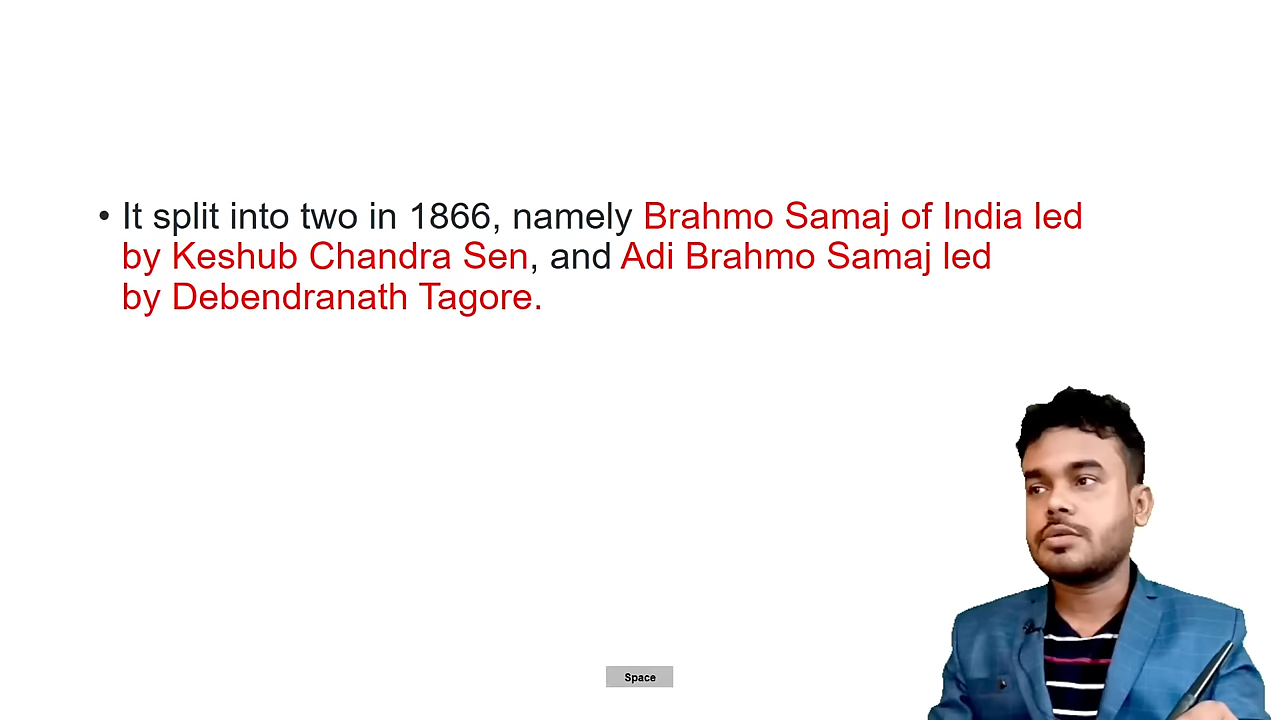 • It split into two in 1866, namely Brahmo Samaj of India led
by Keshub Chandra Sen, and Adi Brahmo Samaj led
by Debendranath Tagore.
Space